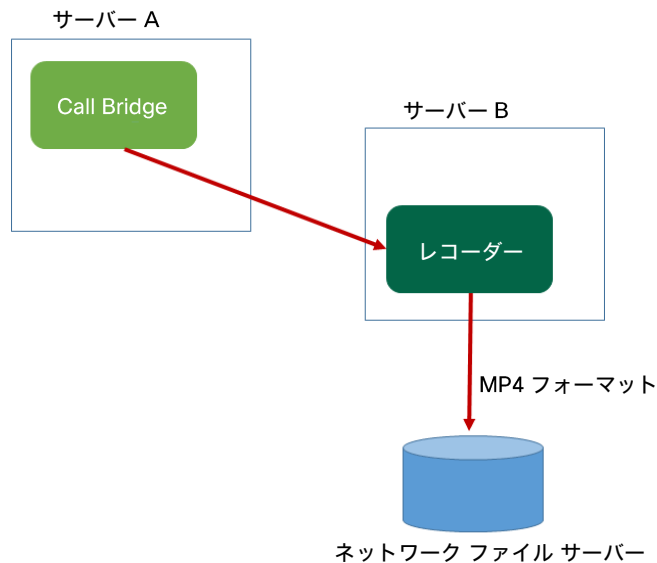 サーバー A
Call Bridge
サーバー B
レコーダー
MP4 フォーマット
ネットワーク ファイル サーバー